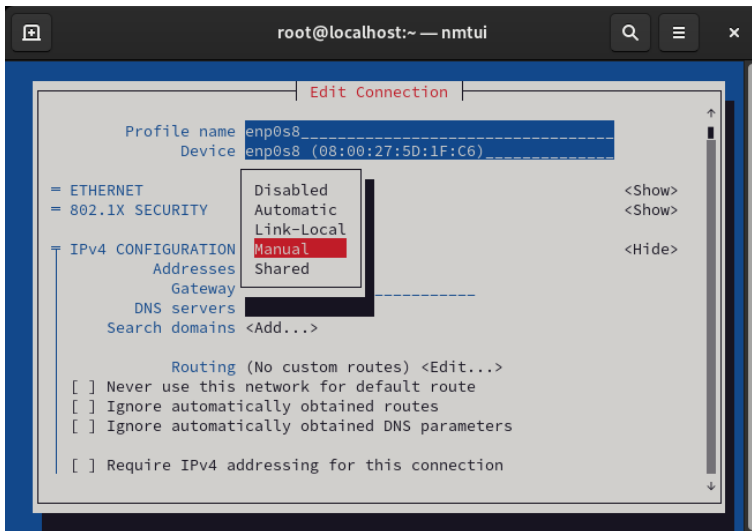 root@localhost:~ — nmtui
Edit Connection
Profile name enp0s8
Device enp0s8 (08:00:27:5D:1F:C6)
= ETHERNET <Show>
= 802.1X SECURITY <Show>
Disabled
Automatic
Link-Local
Manual
Shared
IPv4 CONFIGURATION <Hide>
Addresses
Gateway
DNS servers
Search domains <Add...>
Routing (No custom routes) <Edit...>
[ ] Never use this network for default route
[ ] Ignore automatically obtained routes
[ ] Ignore automatically obtained DNS parameters
[ ] Require IPv4 addressing for this connection